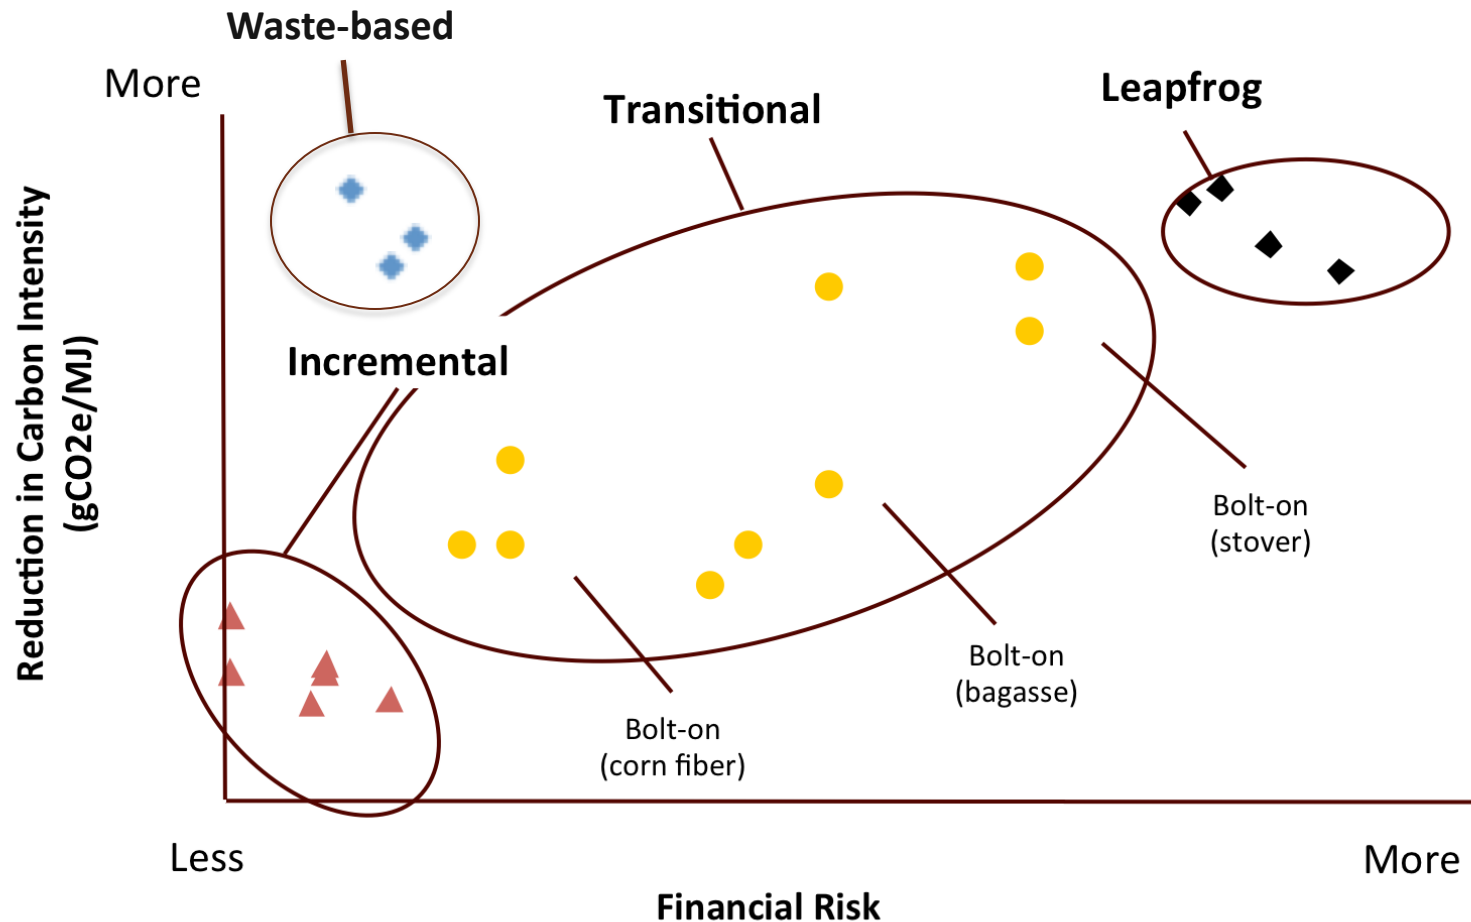 Waste-based
More
Transitional
Leapfrog
Incremental
Reduction in Carbon Intensity
(gCO2e/MJ)
Bolt-on
(stover)
Bolt-on
(bagasse)
Bolt-on
(corn fiber)
Less
More
Financial Risk